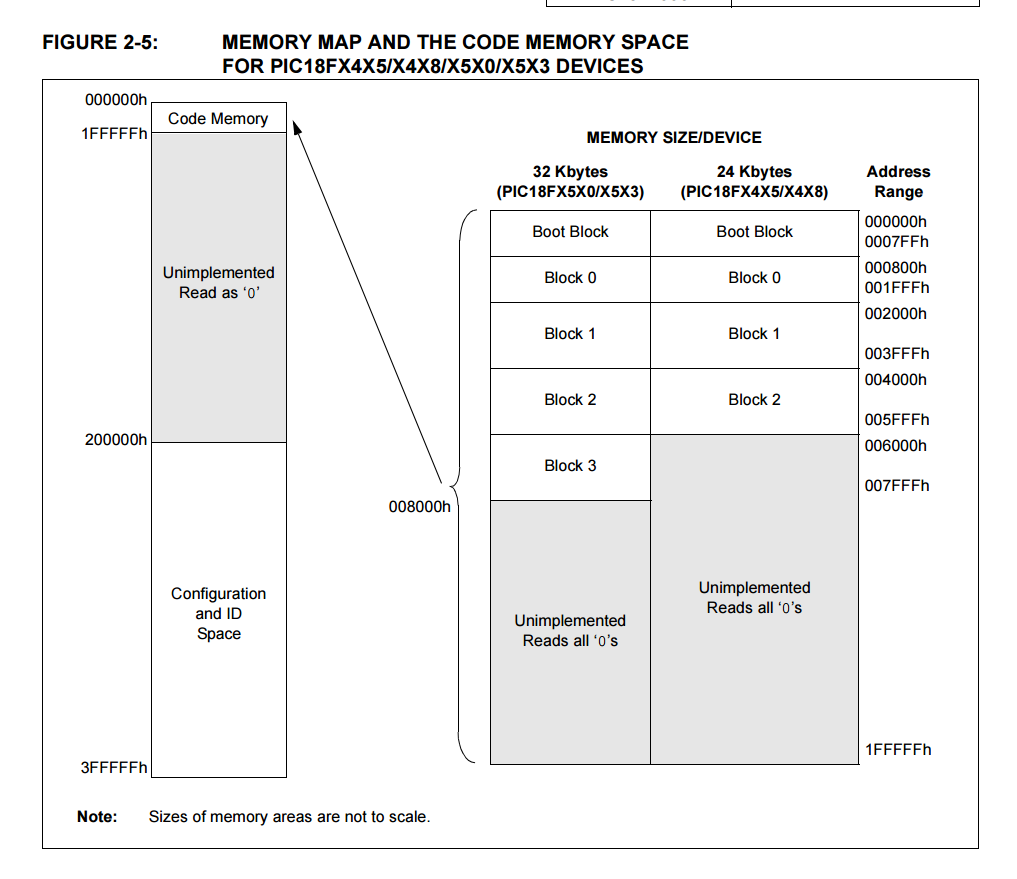 FIGURE 2-5: MEMORY MAP AND THE CODE MEMORY SPACE
FOR PIC18FX4X5/X4X8/X5X0/X5X3 DEVICES
000000h
Code Memory
1FFFFFh
Unimplemented
Read as ‘0’
200000h
Configuration
and ID
Space
3FFFFFh
008000h
MEMORY SIZE/DEVICE
32 Kbytes
(PIC18FX5X0/X5X3)
24 Kbytes
(PIC18FX4X5/X4X8)
Address
Range
Boot Block
Boot Block
000000h
0007FFh
Block 0
Block 0
000800h
001FFFh
Block 1
Block 1
002000h
003FFFh
Block 2
Block 2
004000h
005FFFh
Block 3
006000h
007FFFh
Unimplemented
Reads all ‘0’s
Unimplemented
Reads all ‘0’s
1FFFFFh
Note: Sizes of memory areas are not to scale.